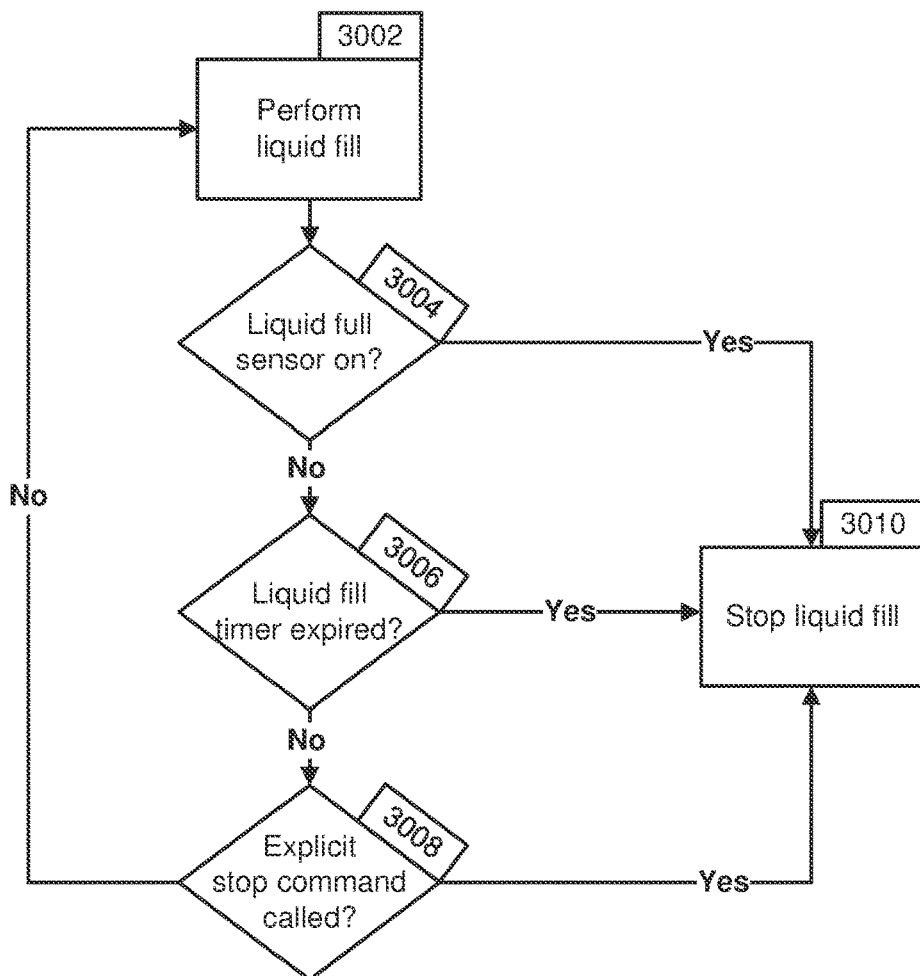 3002
Perform
liquid fill
3004
Liquid full
sensor on?
Yes
No
No
3010
3006
Liquid fill
timer expired?
Yes
Stop liquid fill
No
3008
Explicit
stop command
called?
Yes